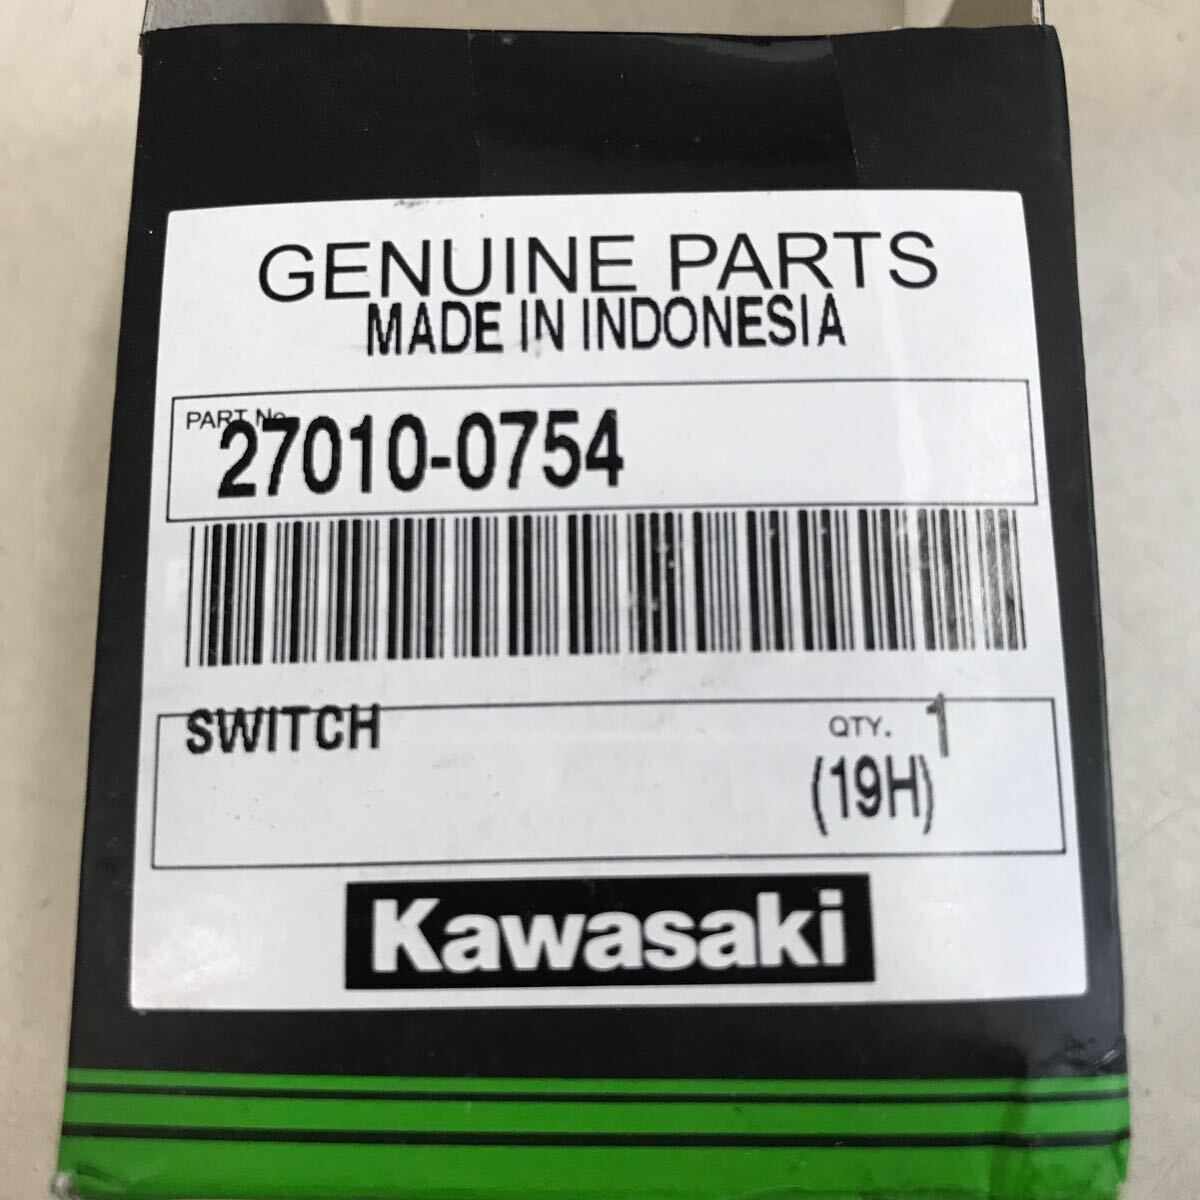 GENUINE PARTS
MADE IN INDONESIA
PART No.
27010-0754
SWITCH
QTY. 1
(19H)
Kawasaki